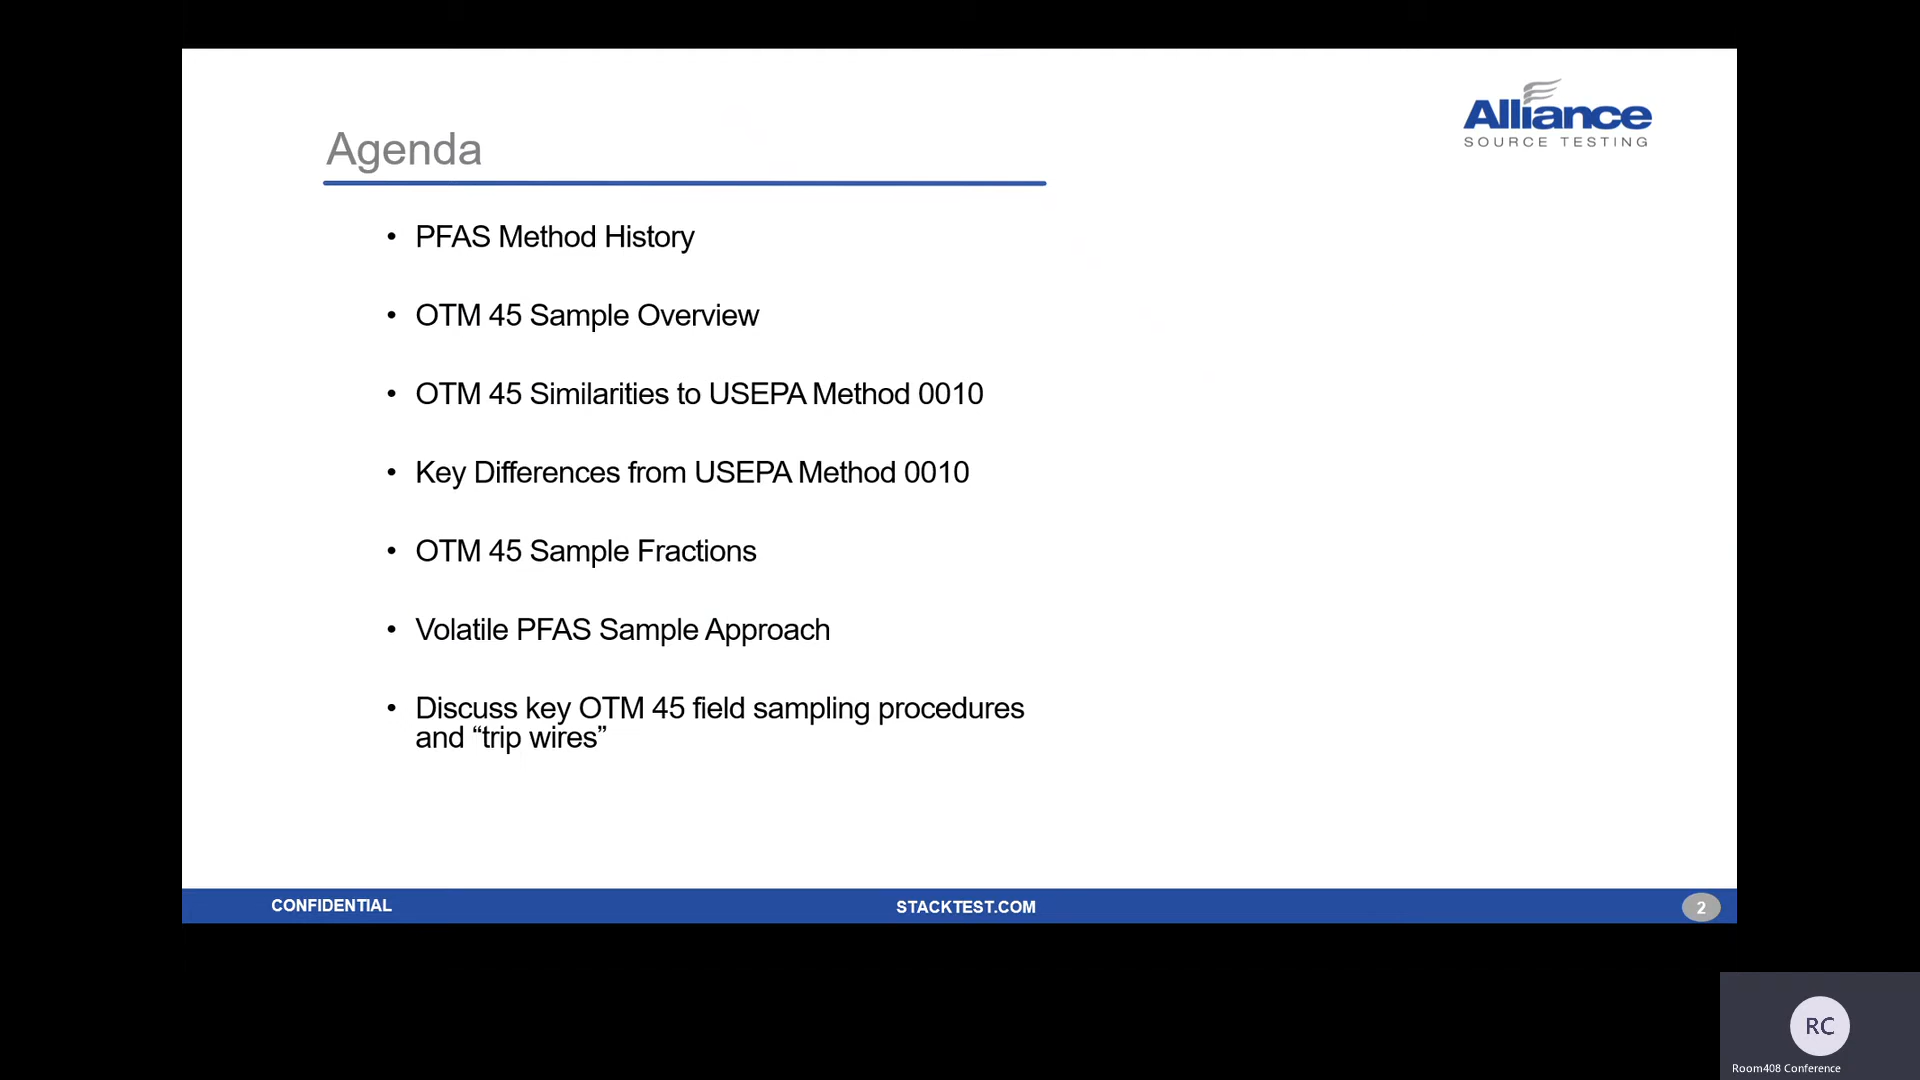 Alliance
SOURCE TESTING
Agenda
• PFAS Method History
• OTM 45 Sample Overview
• OTM 45 Similarities to USEPA Method 0010
• Key Differences from USEPA Method 0010
• OTM 45 Sample Fractions
• Volatile PFAS Sample Approach
• Discuss key OTM 45 field sampling procedures
and “trip wires”
CONFIDENTIAL
STACKTEST.COM
2
RC
Room408 Conference